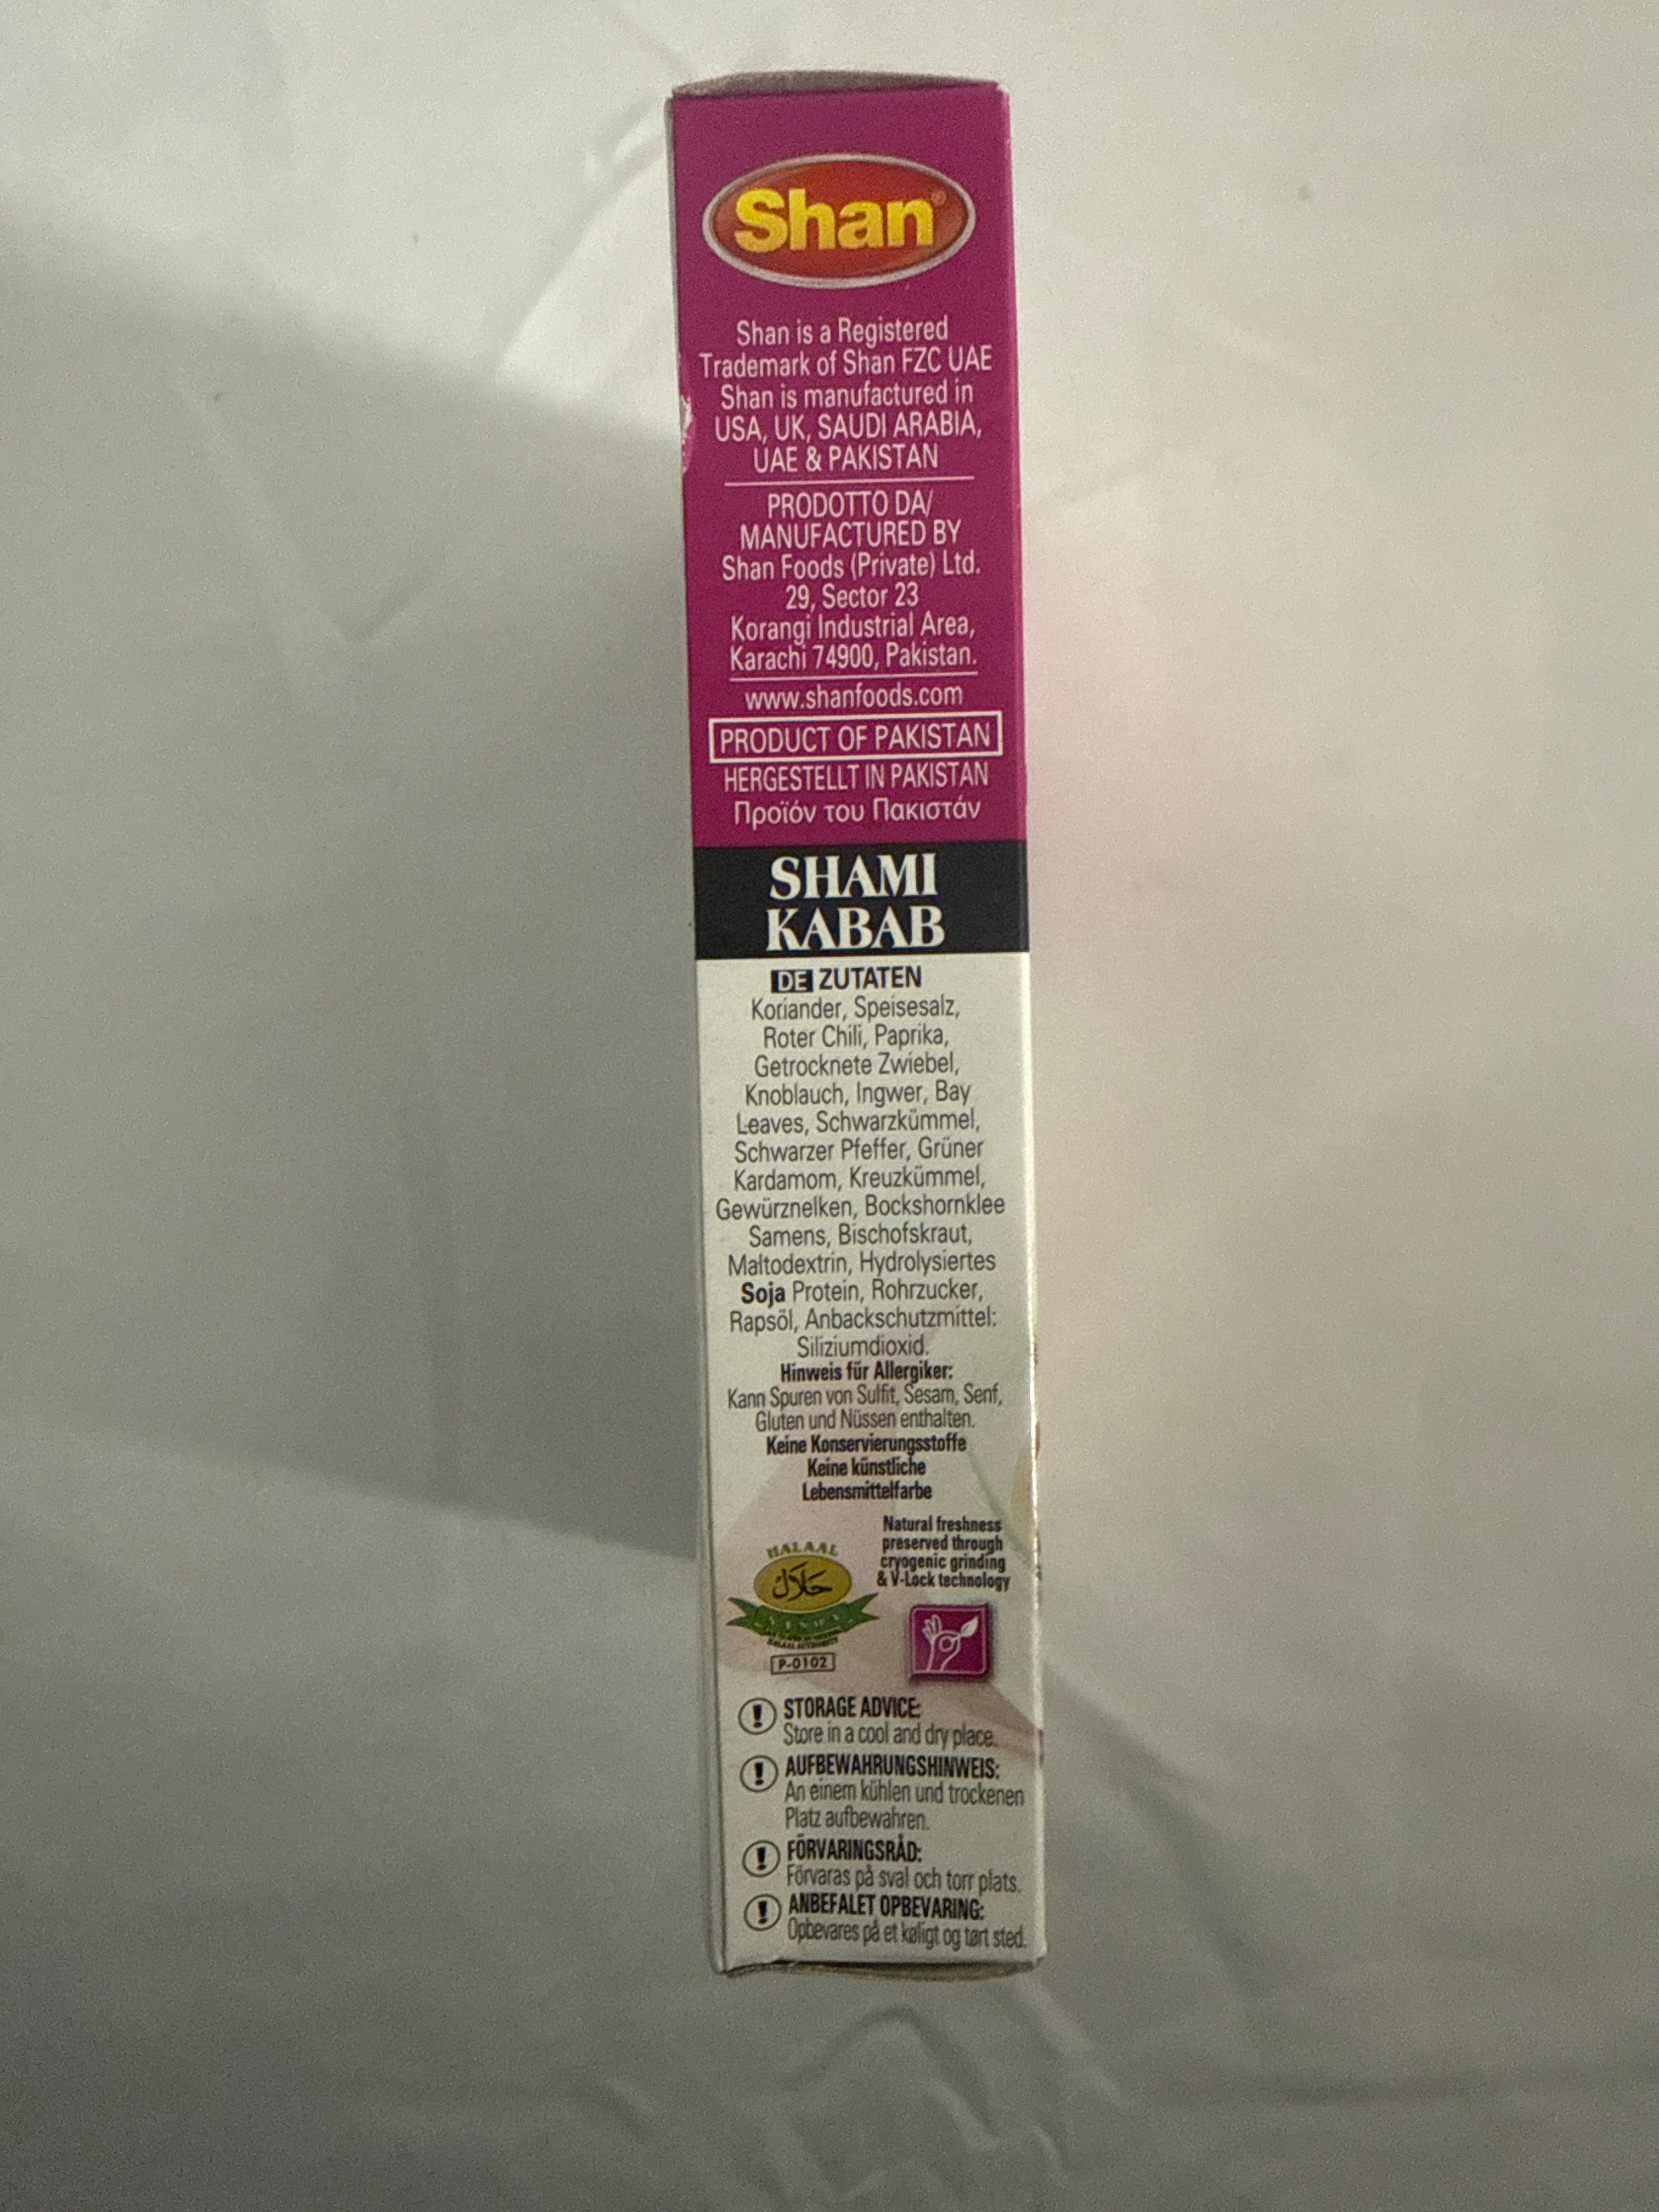 Shan®
Shan is a Registered
Trademark of Shan FZC UAE
Shan is manufactured in
USA, UK, SAUDI ARABIA,
UAE & PAKISTAN
PRODOTTO DA/
MANUFACTURED BY
Shan Foods (Private) Ltd.
29, Sector 23
Korangi Industrial Area,
Karachi 74900, Pakistan.
www.shanfoods.com
PRODUCT OF PAKISTAN
HERGESTELLT IN PAKISTAN
Προϊόν του Πακιστάν
SHAMI
KABAB
DE ZUTATEN
Koriander, Speisesalz,
Roter Chili, Paprika,
Getrocknete Zwiebel,
Knoblauch, Ingwer, Bay
Leaves, Schwarzkümmel,
Schwarzer Pfeffer, Grüner
Kardamom, Kreuzkümmel,
Gewürznelken, Bockshornklee
Samens, Bischofskraut,
Maltodextrin, Hydrolysiertes
Soja Protein, Rohrzucker,
Rapsöl, Anbackschutzmittel:
Siliziumdioxid.
Hinweis für Allergiker:
Kann Spuren von Sulfit, Sesam, Senf,
Gluten und Nüssen enthalten.
Keine Konservierungsstoffe
Keine künstliche
Lebensmittelfarbe
Natural freshness
preserved through
cryogenic grinding
& V-Lock technology
HALAAL
حلال
HALAAL AUTHORITY
P-0102
! STORAGE ADVICE:
Store in a cool and dry place.
! AUFBEWAHRUNGSHINWEIS:
An einem kühlen und trockenen
Platz aufbewahren.
! FÖRVARINGSRÅD:
Förvaras på sval och torr plats.
! ANBEFALET OPBEVARING:
Opbevares på et køligt og tørt sted.